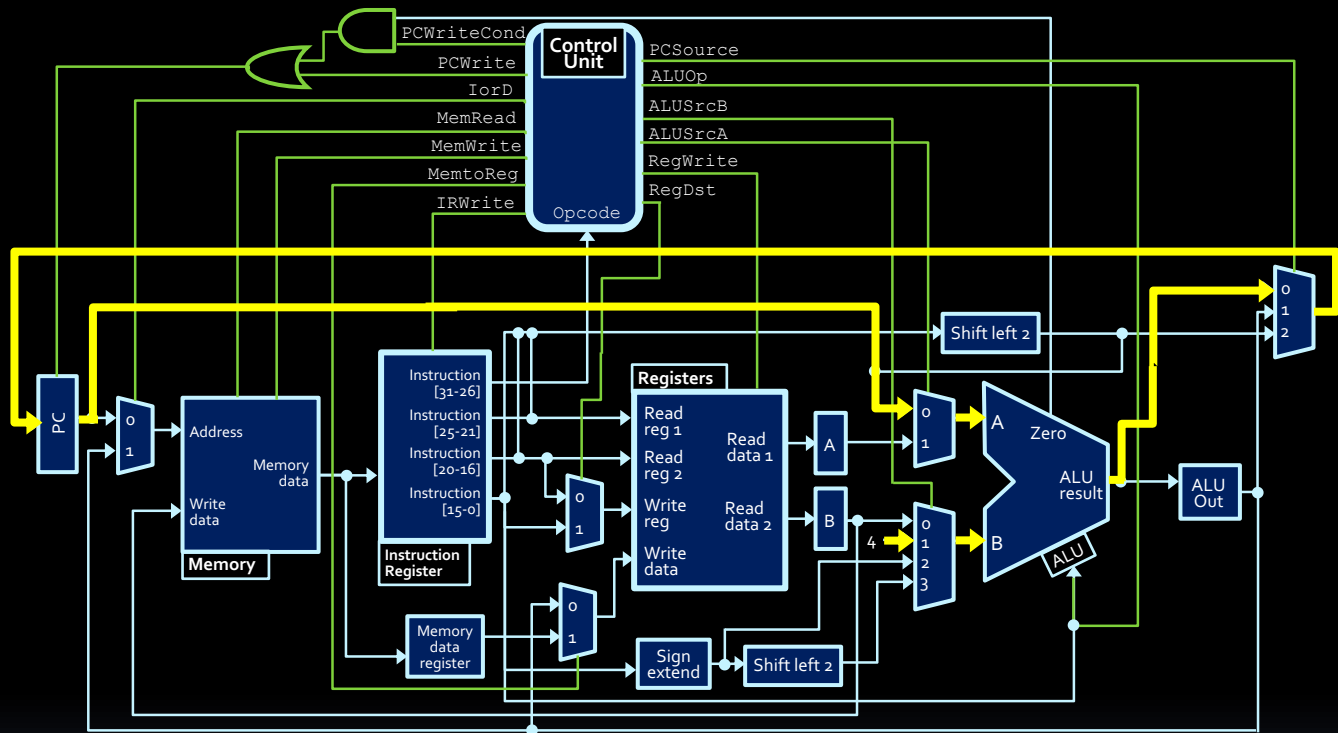 PCWriteCond
PCWrite
IorD
MemRead
MemWrite
MemtoReg
IRWrite
Control
Unit
Opcode
PCSource
ALUOp
ALUSrcB
ALUSrcA
RegWrite
RegDst
PC
0
1
Address
Memory
data
Write
data
Memory
Instruction
[31-26]
Instruction
[25-21]
Instruction
[20-16]
Instruction
[15-0]
Instruction
Register
Memory
data
register
0
1
0
1
Registers
Read
reg 1
Read
reg 2
Write
reg
Write
data
Read
data 1
Read
data 2
Sign
extend
Shift left 2
A
B
4
0
1
0
1
2
3
Shift left 2
A
B
Zero
ALU
result
ALU
ALU
Out
0
1
2